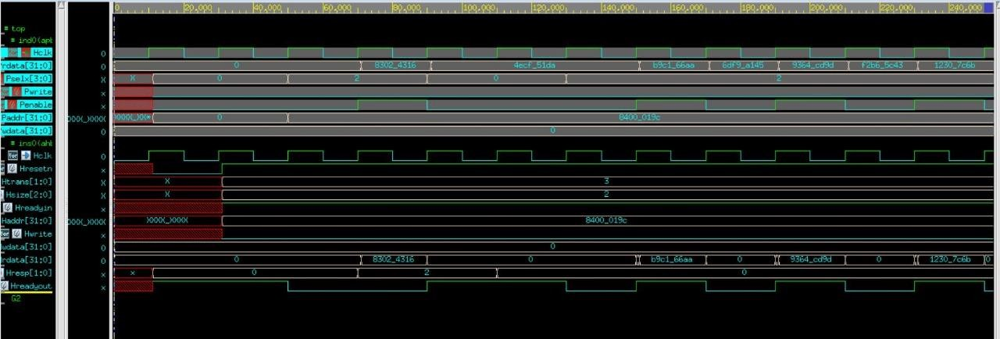 0 20,000 40,000 60,000 80,000 100,000 120,000 140,000 160,000 180,000 200,000 220,000 240,000
top
ind0(apb
Hclk 0
rdata[31:0] 0 0 8302_4316 4ecf_51da b9c1_66aa 6df9_a145 9364_cd9d f2b6_5c43 1230_7c6b
Pselx[3:0] X X 0 2 0 2
Pwrite x
Penable x
Paddr[31:0] XXXX_XXXX 0 8400_019c
wdata[31:0] 0 0
ins0(ahb
Hclk 0
Hresetn x
Htrans[1:0] X X 3
Hsize[2:0] X X 2
Hreadyin x
Haddr[31:0] XXXX_XXXX XXXX_XXXX 8400_019c
Hwrite x
wdata[31:0] 0 0
rdata[31:0] 0 0 8302_4316 0 b9c1_66aa 0 9364_cd9d 0 1230_7c6b 0
Hresp[1:0] X x 0 2 0
Hreadyout x
G2